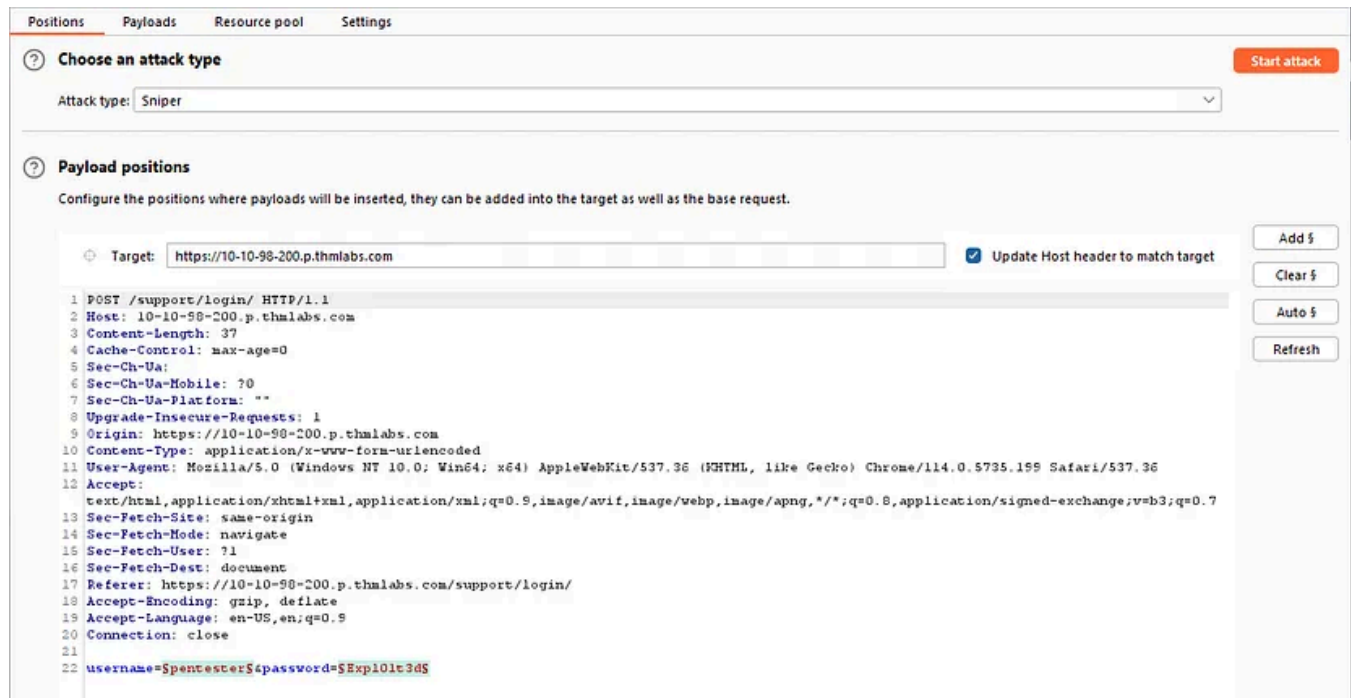 Positions Payloads Resource pool Settings
Choose an attack type
Start attack
Attack type: Sniper
Payload positions
Configure the positions where payloads will be inserted, they can be added into the target as well as the base request.
Add §
Target: https://10-10-98-200.p.thmlabs.com Update Host header to match target
Clear §
Auto §
Refresh
1 POST /support/login/ HTTP/1.1
2 Host: 10-10-98-200.p.thmlabs.com
3 Content-Length: 37
4 Cache-Control: max-age=0
5 Sec-Ch-Ua:
6 Sec-Ch-Ua-Mobile: ?0
7 Sec-Ch-Ua-Platform: ""
8 Upgrade-Insecure-Requests: 1
9 Origin: https://10-10-98-200.p.thmlabs.com
10 Content-Type: application/x-www-form-urlencoded
11 User-Agent: Mozilla/5.0 (Windows NT 10.0; Win64; x64) AppleWebKit/537.36 (KHTML, like Gecko) Chrome/114.0.5735.199 Safari/537.36
12 Accept:
text/html,application/xhtml+xml,application/xml;q=0.9,image/avif,image/webp,image/apng,*/*;q=0.8,application/signed-exchange;v=b3;q=0.7
13 Sec-Fetch-Site: same-origin
14 Sec-Fetch-Mode: navigate
15 Sec-Fetch-User: ?1
16 Sec-Fetch-Dest: document
17 Referer: https://10-10-98-200.p.thmlabs.com/support/login/
18 Accept-Encoding: gzip, deflate
19 Accept-Language: en-US,en;q=0.9
20 Connection: close
21
22 username=§pentester§&password=§Expl01t3d§